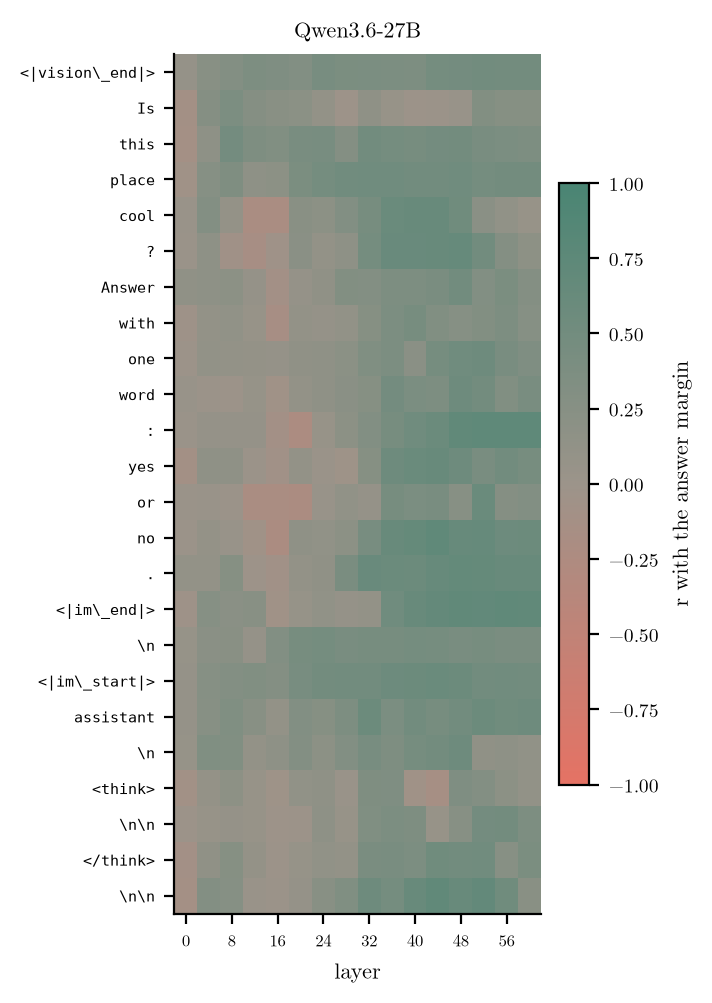 Qwen3.6-27B
<|vision\_end|>
Is
this
place
cool
?
Answer
with
one
word
:
yes
or
no
.
<|im\_end|>
\n
<|im\_start|>
assistant
\n
<think>
\n\n
</think>
\n\n
0 8 16 24 32 40 48 56
layer
1.00
0.75
0.50
0.25
0.00
−0.25
−0.50
−0.75
−1.00
r with the answer margin